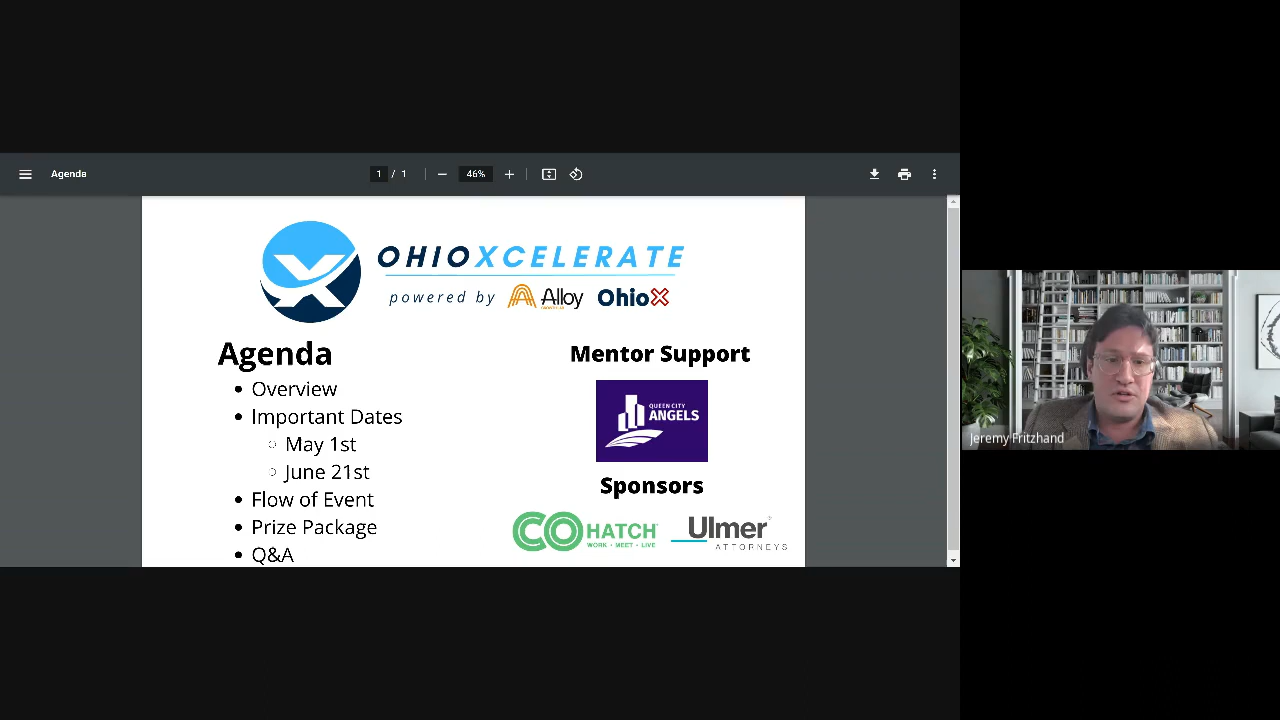 Agenda
1 / 1
46%
OHIOXCELERATE
powered by Alloy OhioX
Agenda
Overview
Important Dates
May 1st
June 21st
Flow of Event
Prize Package
Q&A
Mentor Support
QUEEN CITY
ANGELS
Sponsors
COHATCH
WORK • MEET • LIVE
Ulmer
ATTORNEYS
Jeremy Fritzhand